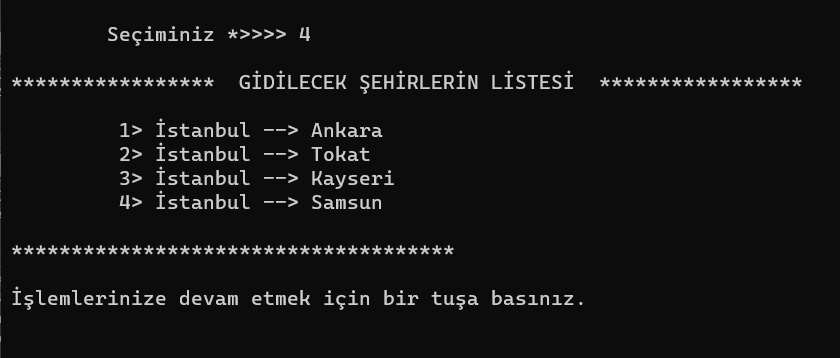 Seçiminiz *>>>> 4
***************** GİDİLECEK ŞEHİRLERİN LİSTESİ *****************
1> İstanbul --> Ankara
2> İstanbul --> Tokat
3> İstanbul --> Kayseri
4> İstanbul --> Samsun
*************************************
İşlemlerinize devam etmek için bir tuşa basınız.